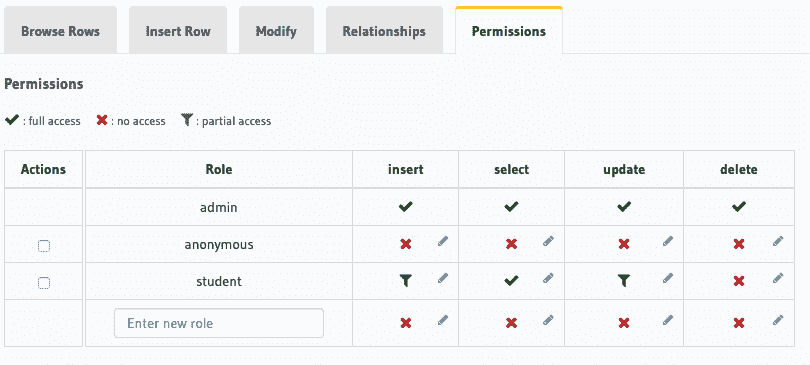 Browse Rows Insert Row Modify Relationships Permissions
Permissions
: full access : no access : partial access
Actions Role insert select update delete
admin
anonymous
student
Enter new role